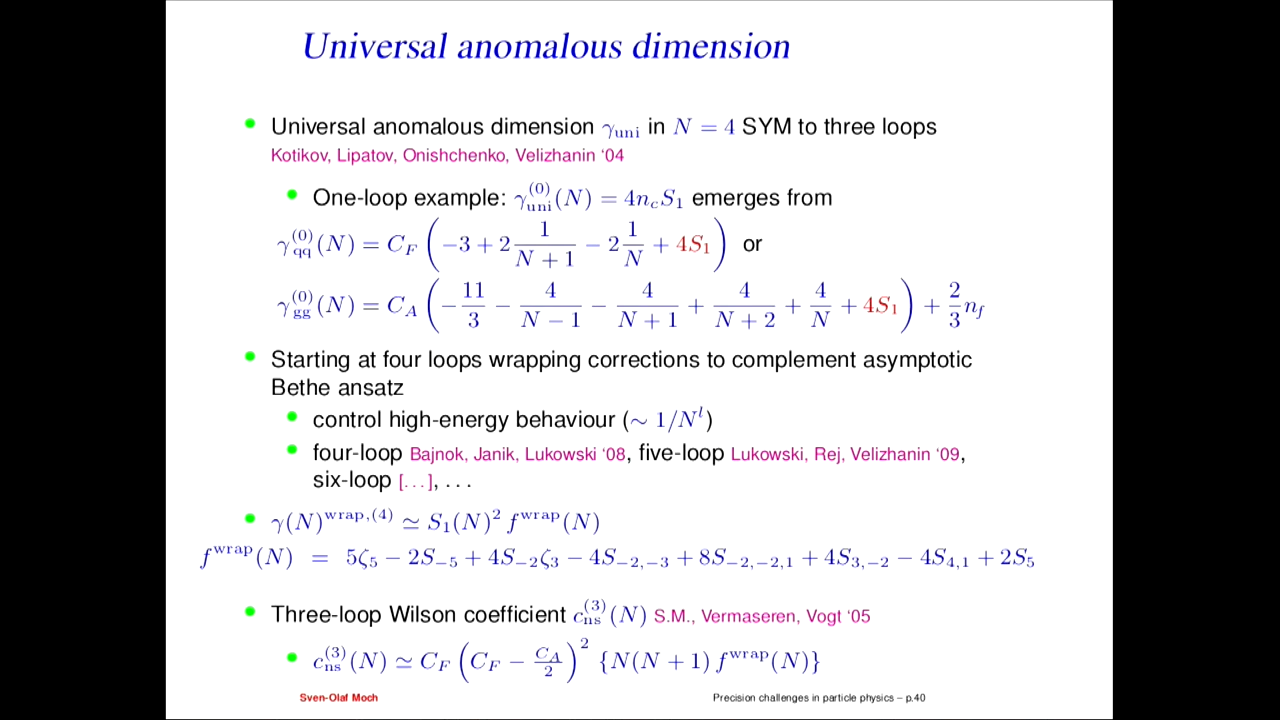 Universal anomalous dimension
• Universal anomalous dimension γ_uni in N = 4 SYM to three loops
Kotikov, Lipatov, Onishchenko, Velizhanin '04
• One-loop example: γ_uni^(0)(N) = 4n_c S_1 emerges from
γ_qq^(0)(N) = C_F (−3 + 2 1/(N + 1) − 2 1/N + 4S_1) or
γ_gg^(0)(N) = C_A (−11/3 − 4/(N − 1) − 4/(N + 1) + 4/(N + 2) + 4/N + 4S_1) + 2/3 n_f
• Starting at four loops wrapping corrections to complement asymptotic
Bethe ansatz
• control high-energy behaviour (∼ 1/N^l)
• four-loop Bajnok, Janik, Lukowski '08, five-loop Lukowski, Rej, Velizhanin '09,
six-loop [...], ...
• γ(N)^wrap,(4) ≃ S_1(N)^2 f^wrap(N)
f^wrap(N) = 5ζ_5 − 2S_−5 + 4S_−2 ζ_3 − 4S_−2,−3 + 8S_−2,−2,1 + 4S_3,−2 − 4S_4,1 + 2S_5
• Three-loop Wilson coefficient c_ns^(3)(N) S.M., Vermaseren, Vogt '05
• c_ns^(3)(N) ≃ C_F (C_F − C_A/2)^2 {N(N + 1) f^wrap(N)}
Sven-Olaf Moch Precision challenges in particle physics – p.40